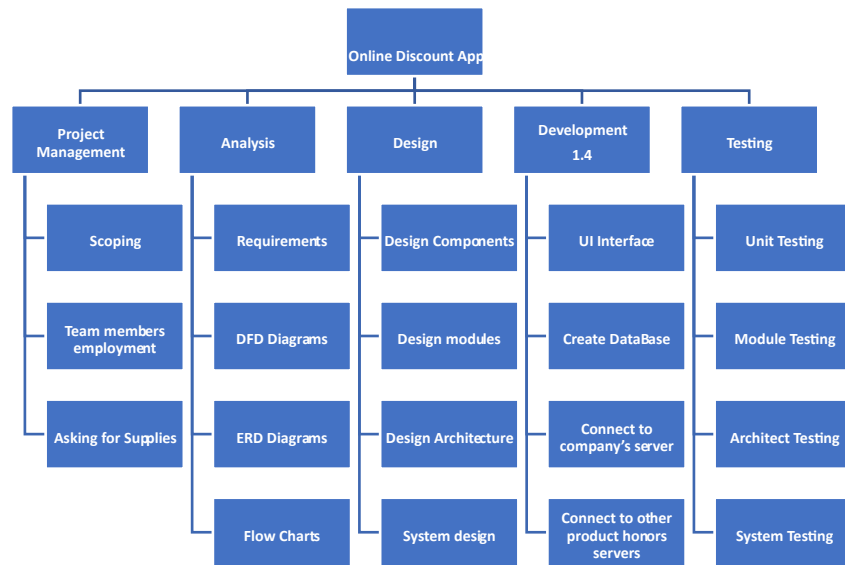 Online Discount App
Project
Management
Analysis
Design
Development
1.4
Testing
Scoping
Requirements
Design Components
UI Interface
Unit Testing
Team members
employment
DFD Diagrams
Design modules
Create DataBase
Module Testing
Asking for Supplies
ERD Diagrams
Design Architecture
Connect to
company's server
Architect Testing
Flow Charts
System design
Connect to other
product honors
servers
System Testing